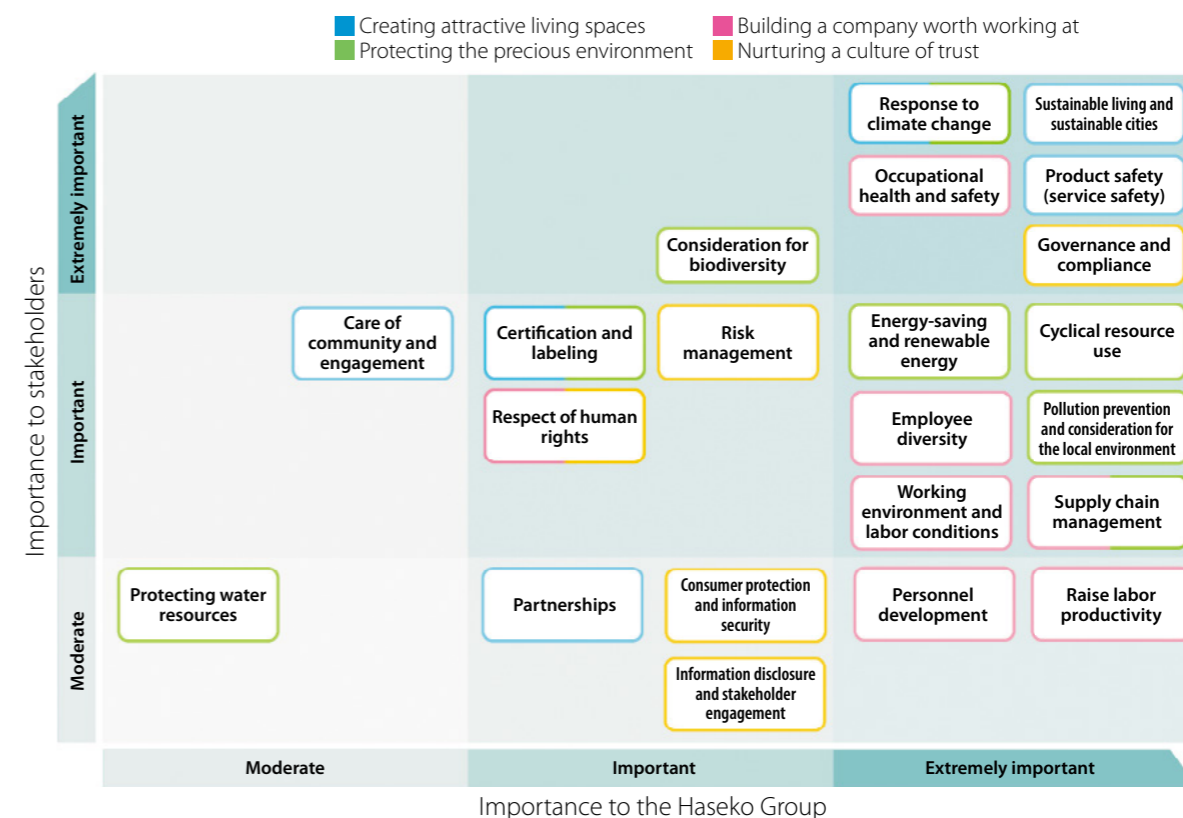 Creating attractive living spaces
Building a company worth working at
Protecting the precious environment
Nurturing a culture of trust
Importance to stakeholders
Extremely important
Response to
climate change
Sustainable living and
sustainable cities
Occupational
health and safety
Product safety
(service safety)
Consideration for
biodiversity
Governance and
compliance
Important
Care of
community and
engagement
Certification and
labeling
Risk
management
Energy-saving
and renewable
energy
Cyclical resource
use
Respect of human
rights
Employee
diversity
Pollution prevention
and consideration for
the local environment
Working
environment and
labor conditions
Supply chain
management
Moderate
Protecting water
resources
Partnerships
Consumer protection
and information
security
Personnel
development
Raise labor
productivity
Information disclosure
and stakeholder
engagement
Moderate
Important
Extremely important
Importance to the Haseko Group